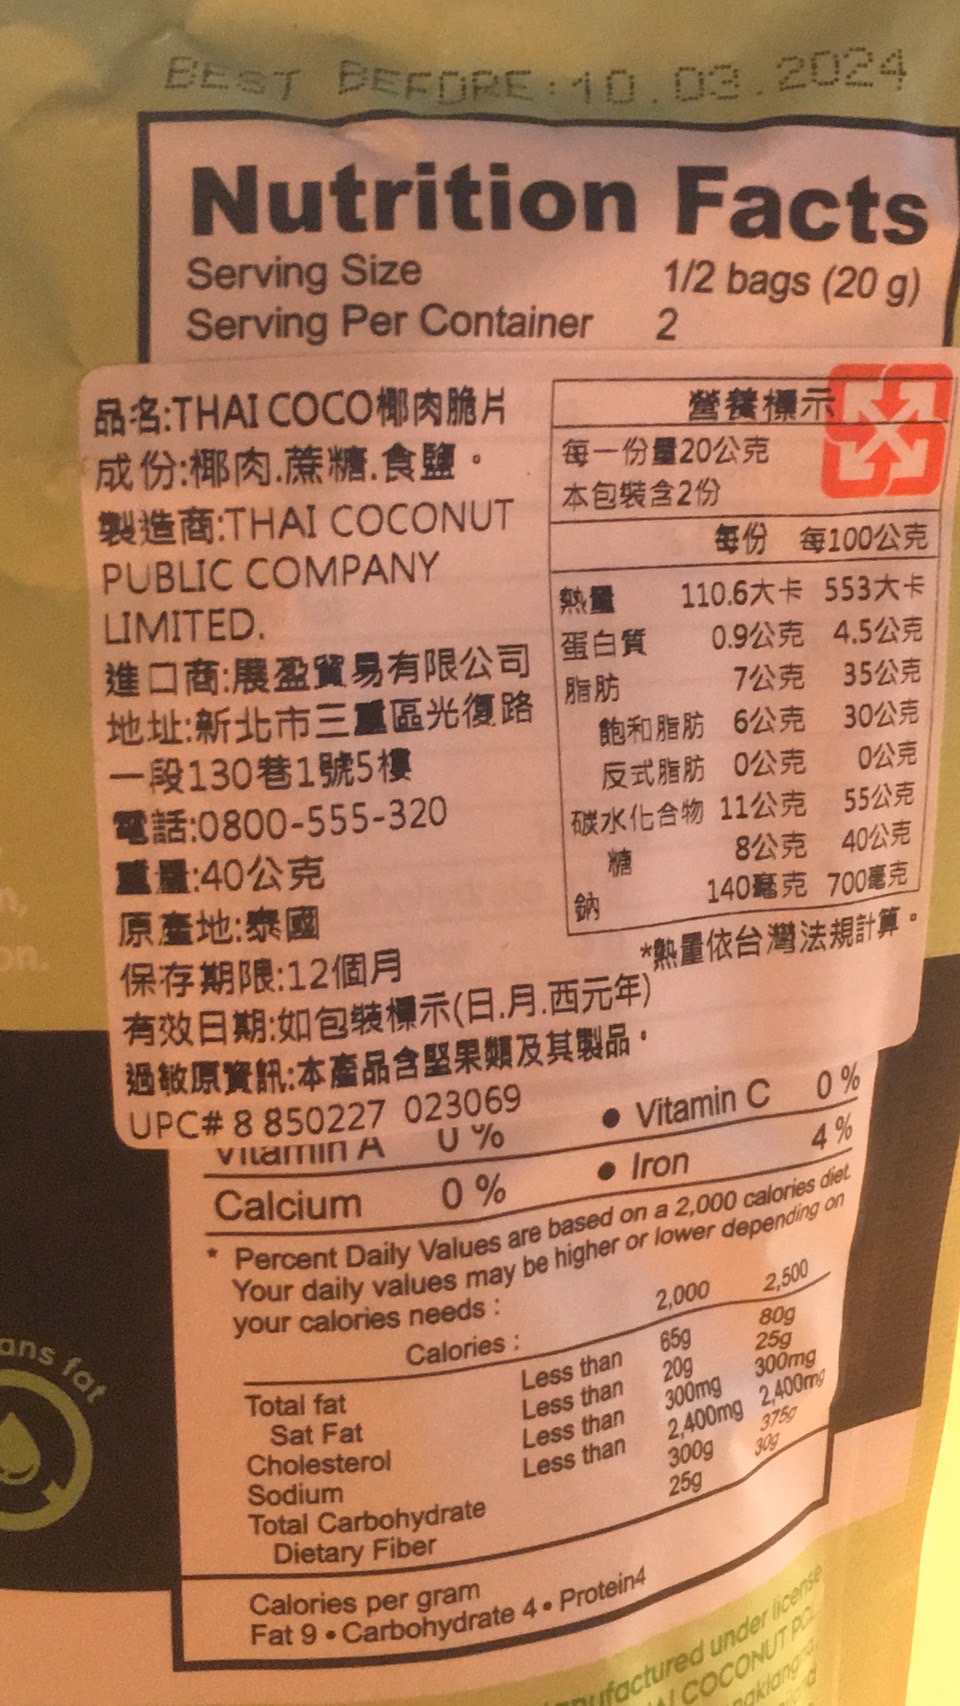 BEST BEFORE:10.03.2024
Nutrition Facts
Serving Size 1/2 bags (20 g)
Serving Per Container 2
品名:THAI COCO椰肉脆片
成份:椰肉.蔗糖.食鹽。
製造商:THAI COCONUT
PUBLIC COMPANY
LIMITED.
進口商:展盈貿易有限公司
地址:新北市三重區光復路
一段130巷1號5樓
電話:0800-555-320
重量:40公克
原產地:泰國
保存期限:12個月
有效日期:如包裝標示(日.月.西元年)
過敏原資訊:本產品含堅果類及其製品。
UPC# 8 850227 023069
營養標示
每一份量20公克
本包裝含2份
每份 每100公克
熱量 110.6大卡 553大卡
蛋白質 0.9公克 4.5公克
脂肪 7公克 35公克
飽和脂肪 6公克 30公克
反式脂肪 0公克 0公克
碳水化合物 11公克 55公克
糖 8公克 40公克
鈉 140毫克 700毫克
*熱量依台灣法規計算。
Vitamin A 0 % • Vitamin C 0 %
Calcium 0 % • Iron 4 %
* Percent Daily Values are based on a 2,000 calories diet.
Your daily values may be higher or lower depending on
your calories needs :
Calories : 2,000 2,500
Total fat Less than 65g 80g
Sat Fat Less than 20g 25g
Cholesterol Less than 300mg 300mg
Sodium Less than 2,400mg 2,400mg
Total Carbohydrate 300g 375g
Dietary Fiber 25g 30g
Calories per gram
Fat 9 • Carbohydrate 4 • Protein4
under license
COCONUT
ans fat
on.